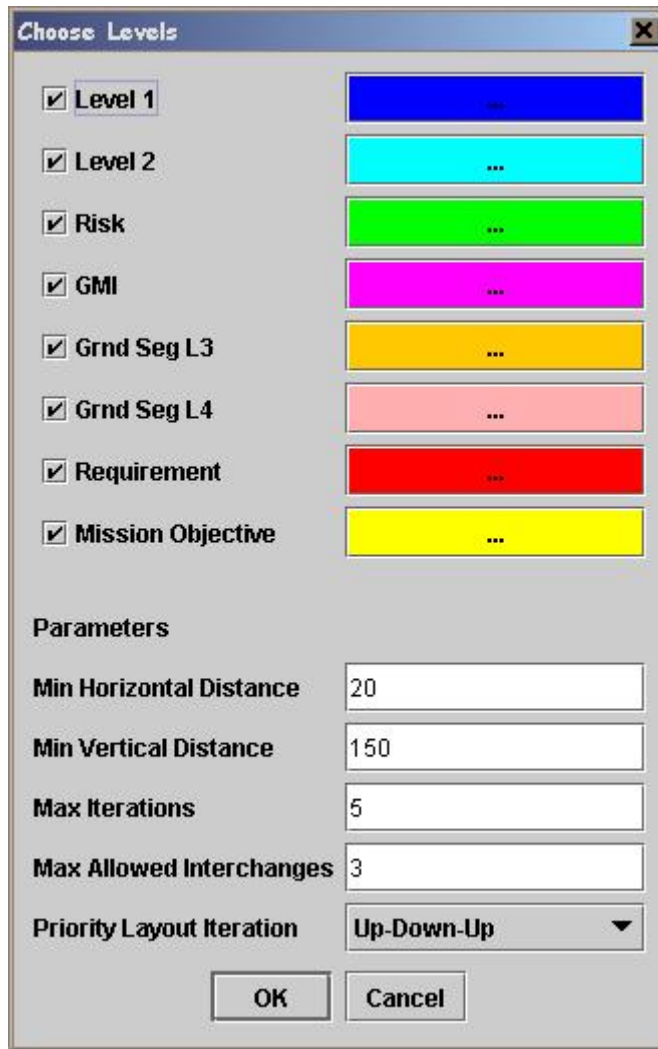 Choose Levels
Level 1 ...
Level 2 ...
Risk ...
GMI ...
Grnd Seg L3 ...
Grnd Seg L4 ...
Requirement ...
Mission Objective ...
Parameters
Min Horizontal Distance 20
Min Vertical Distance 150
Max Iterations 5
Max Allowed Interchanges 3
Priority Layout Iteration Up-Down-Up
OK Cancel